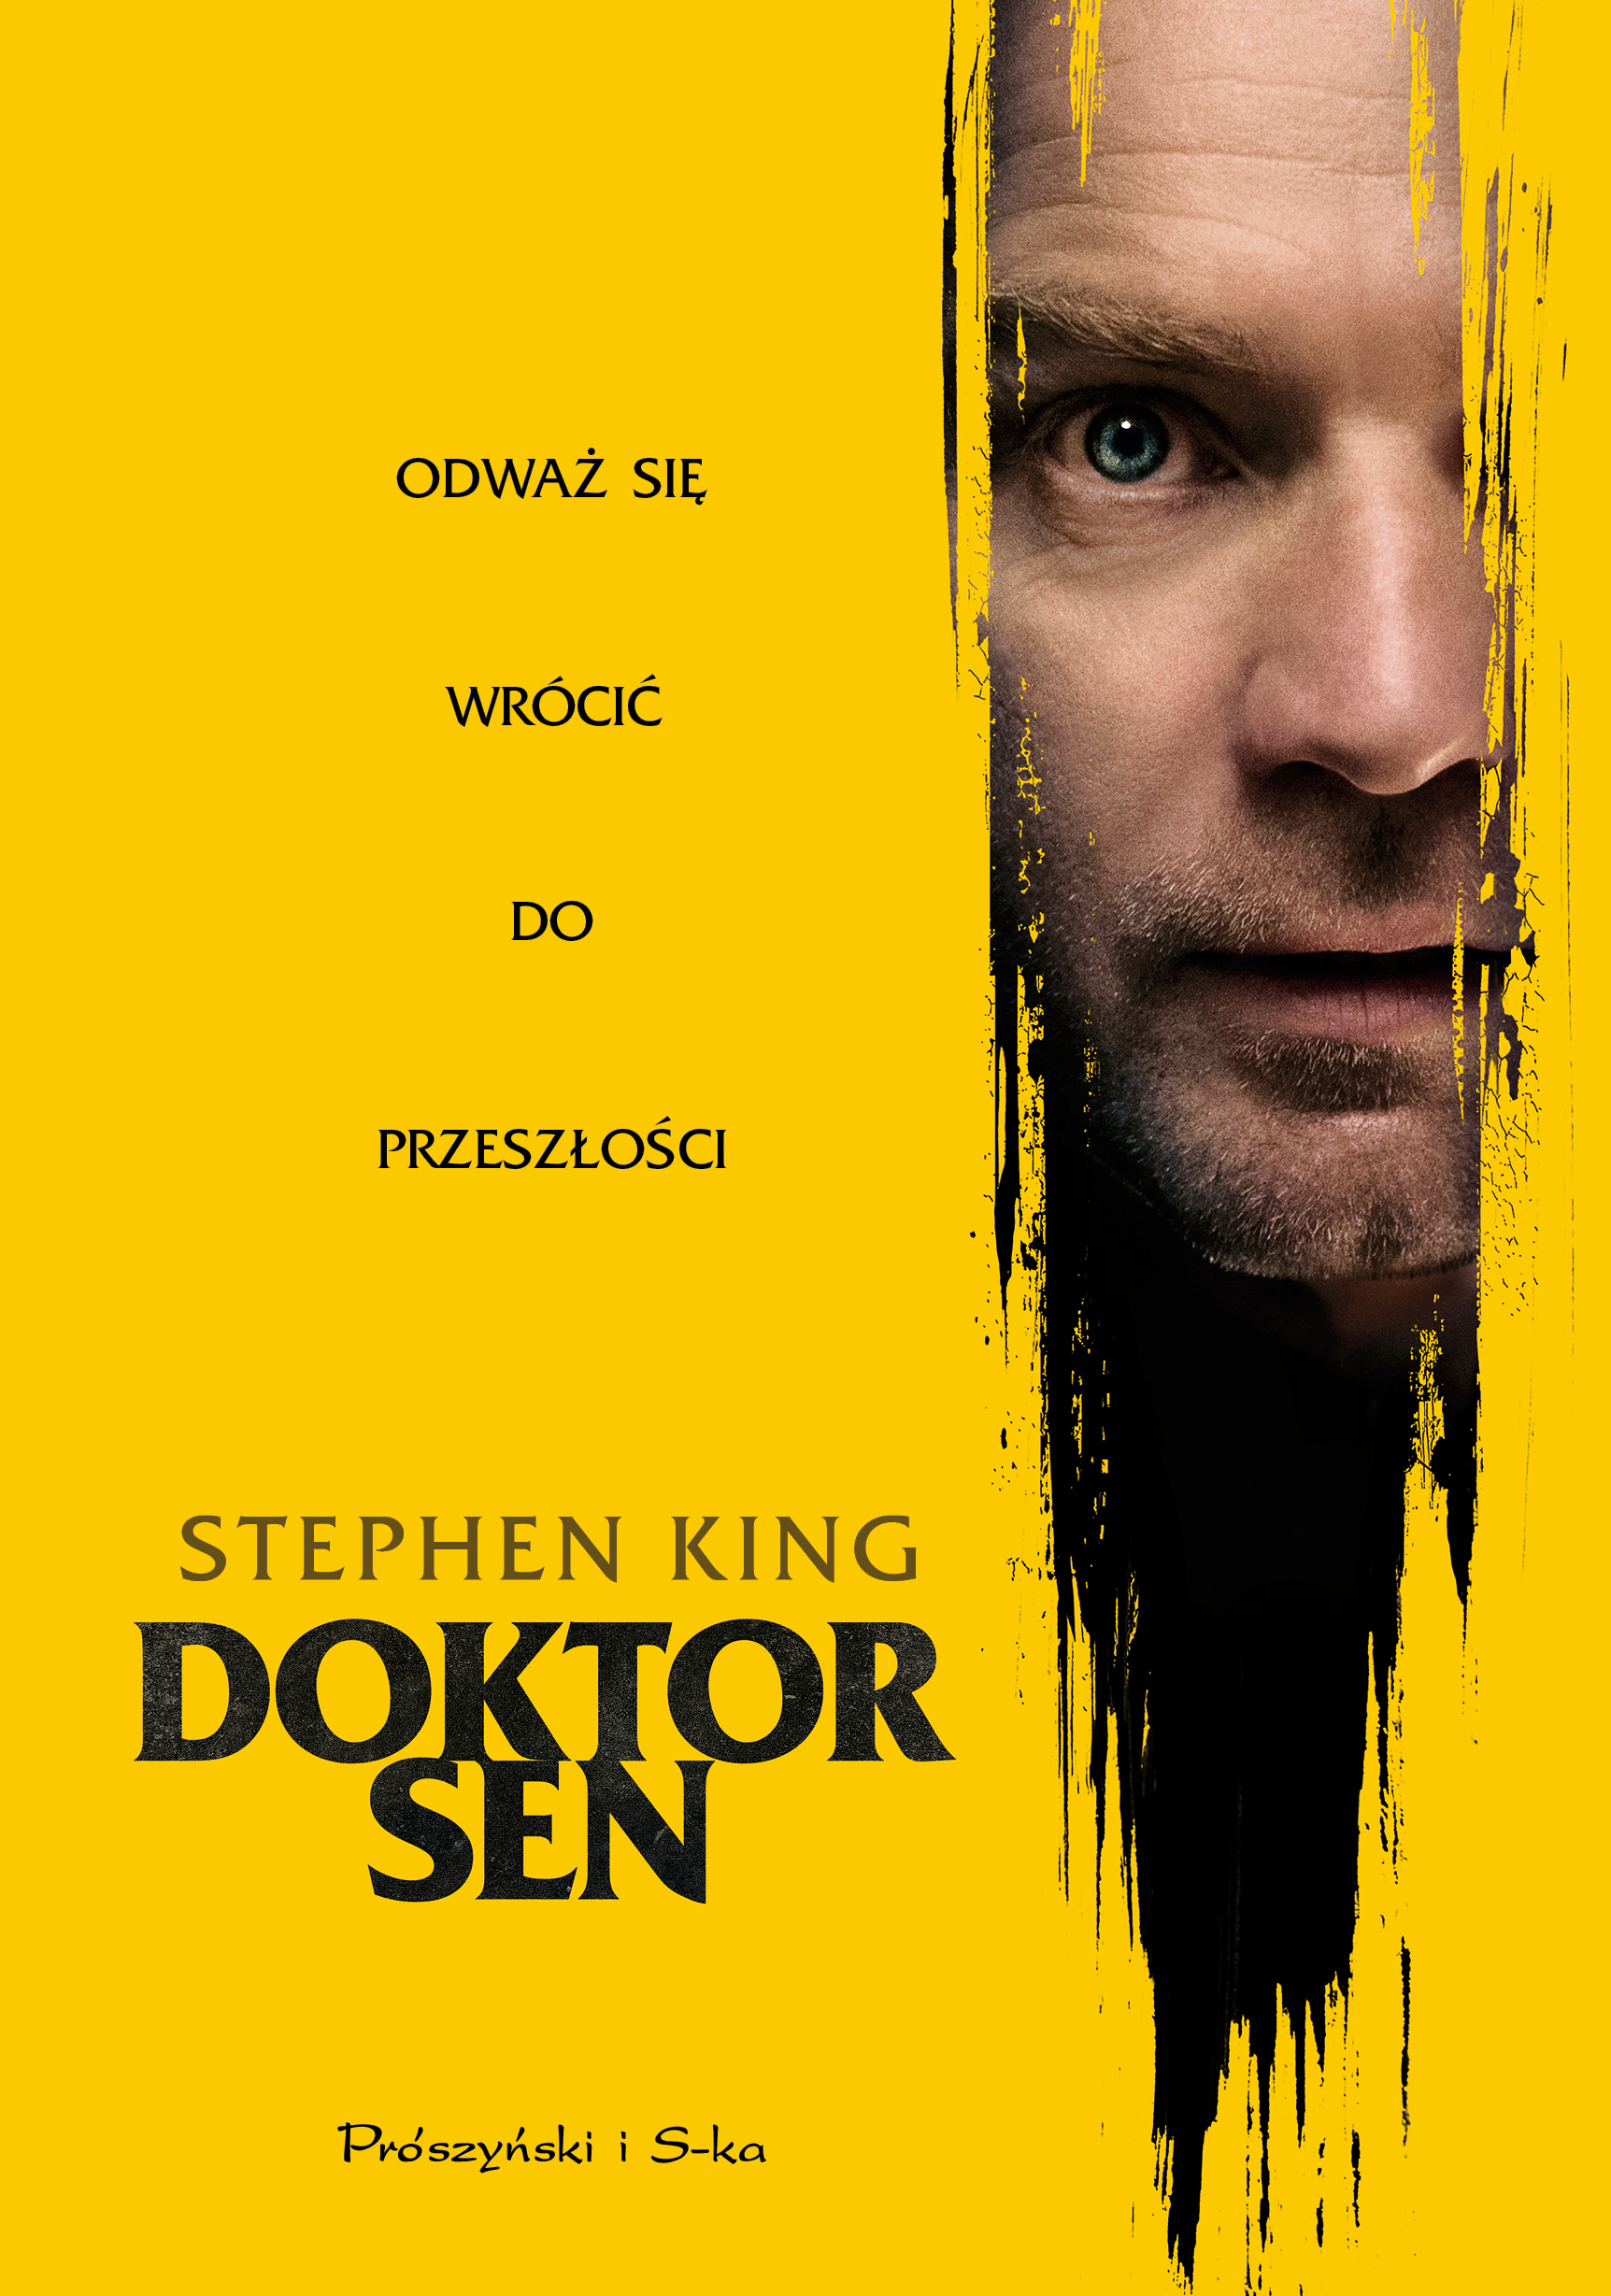 ODWAŻ SIĘ
WRÓCIĆ
DO
PRZESZŁOŚCI
STEPHEN KING
DOKTOR
SEN
Prószyński i S-ka